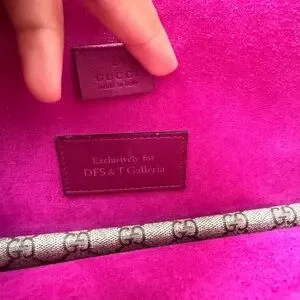 GUCCI
made in Italy
Exclusively for
DFS & T Galleria